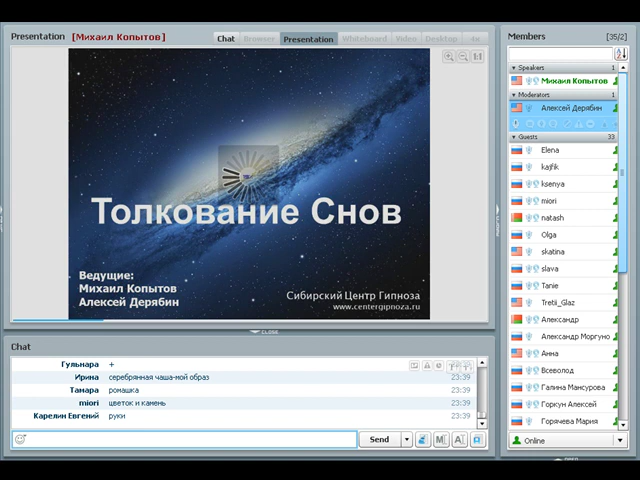 Presentation [Михаил Копытов]
Chat Browser Presentation Whiteboard Video Desktop
Толкование Снов
Ведущие:
Михаил Копытов
Алексей Дерябин
Сибирский Центр Гипноза
www.centergipnoza.ru
CLOSE
Chat
Гульнара + 23:39
Ирина серебрянная чаша-мой образ 23:39
Тамара ромашка 23:39
miori цветок и камень 23:39
Карелин Евгений руки 23:39
Send
Members [35/2]
Speakers 1
Михаил Копытов
Moderators 1
Алексей Дерябин
Guests 33
Elena
kajfik
ksenya
miori
natash
Olga
skatina
slava
Tanie
Tretii_Glaz
Александр
Александр Моргуно
Анна
Всеволод
Галина Мансурова
Горкун Алексей
Горячева Мария
Online